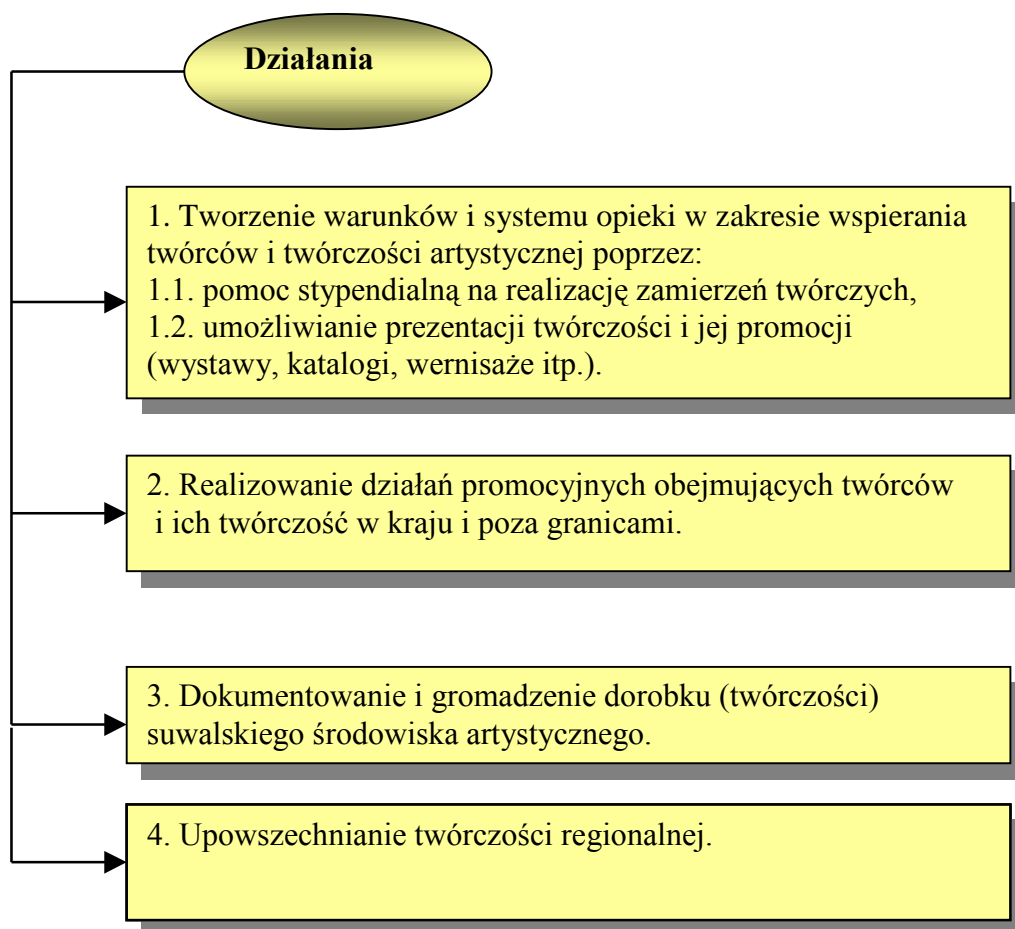 Działania
1. Tworzenie warunków i systemu opieki w zakresie wspierania
twórców i twórczości artystycznej poprzez:
1.1. pomoc stypendialną na realizację zamierzeń twórczych,
1.2. umożliwianie prezentacji twórczości i jej promocji
(wystawy, katalogi, wernisaże itp.).
2. Realizowanie działań promocyjnych obejmujących twórców
i ich twórczość w kraju i poza granicami.
3. Dokumentowanie i gromadzenie dorobku (twórczości)
suwalskiego środowiska artystycznego.
4. Upowszechnianie twórczości regionalnej.